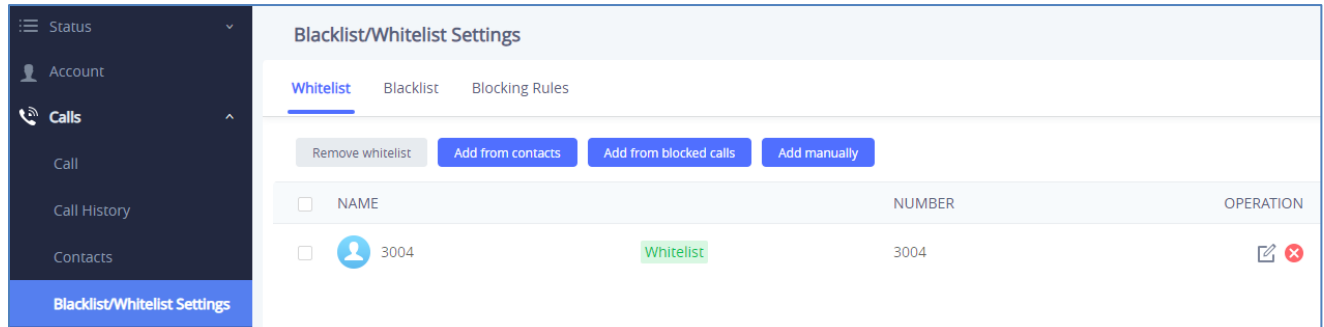 Status
Account
Calls
Call
Call History
Contacts
Blacklist/Whitelist Settings
Blacklist/Whitelist Settings
Whitelist Blacklist Blocking Rules
Remove whitelist Add from contacts Add from blocked calls Add manually
NAME NUMBER OPERATION
3004 Whitelist 3004